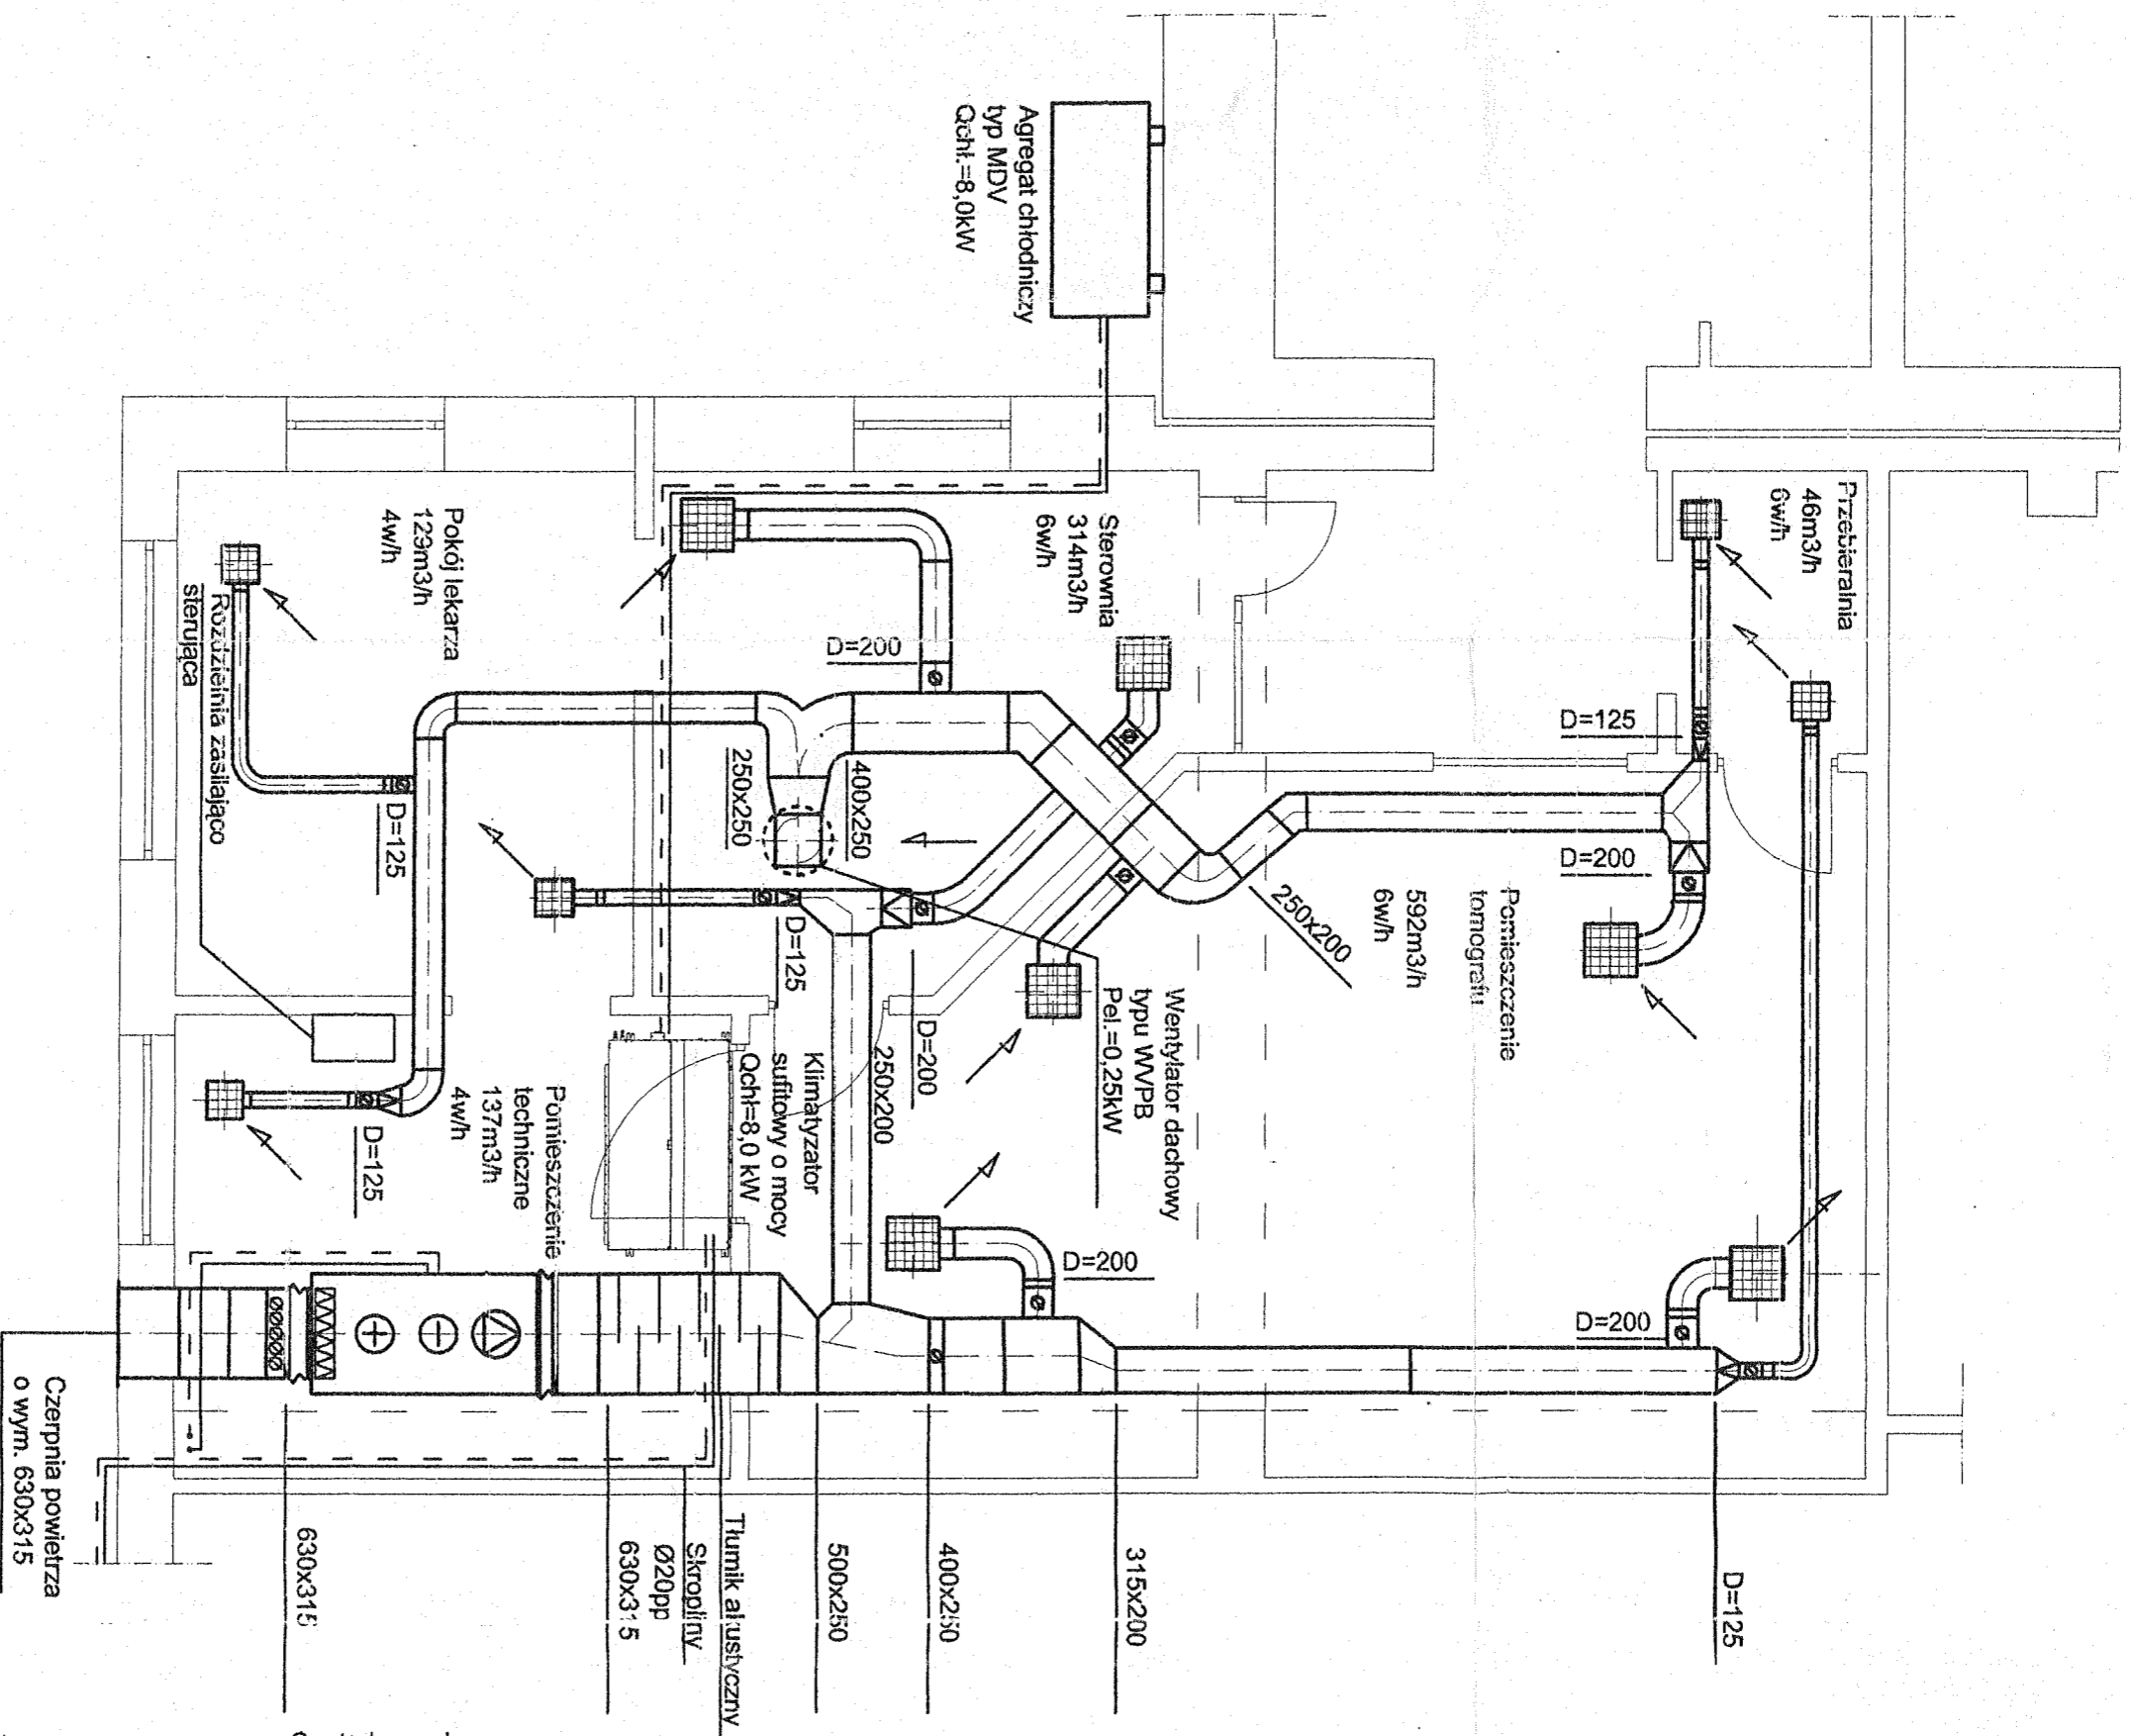 Agregat chłodniczy
typ MDV
Qchł.=8,0kW
Przebieralnia
46m3/h
6w/h
Sterownia
314m3/h
6w/h
Pokój lekarza
123m3/h
4w/h
Rozdzielnia zasilająco
sterująca
D=200
D=125
D=200
400x250
250x250
D=125
250x200
Pomieszczenie
tomografu
592m3/h
6w/h
D=125
D=200
250x200
Wentylator dachowy
typu WVPB
Pel.=0,25kW
Klimatyzator
sufitowy o mocy
Qchł=8,0 kW
Pomieszczenie
techniczne
137m3/h
4w/h
D=125
D=200
D=200
Czerpnia powietrza
o wym. 630x315
630x315
630x315
Ø20pp
Skropliny
Tłumik akustyczny
500x250
400x250
315x200
D=125